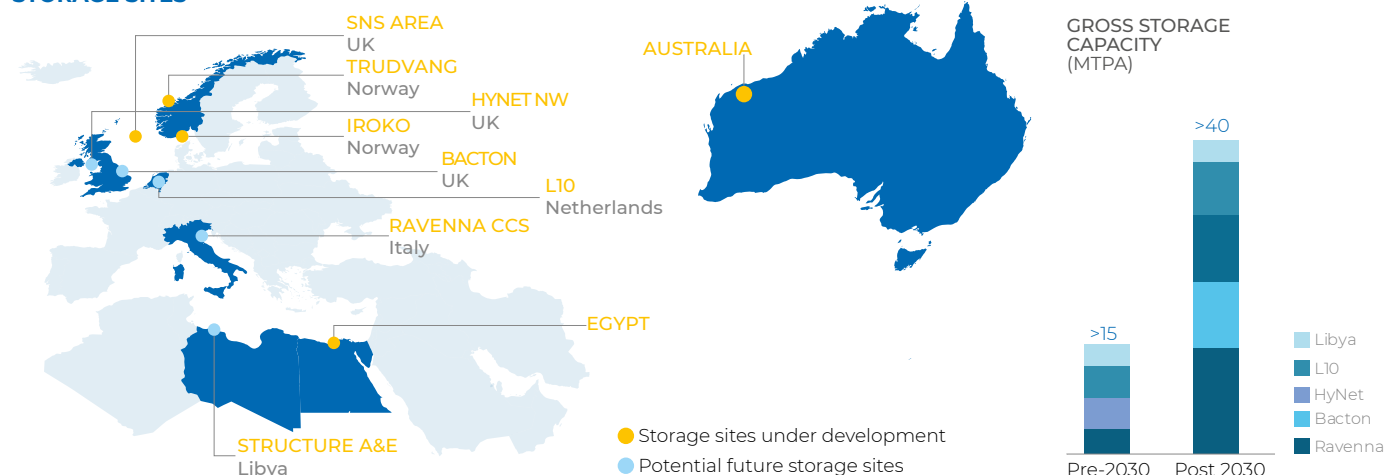 STORAGE SITES
SNS AREA
UK
TRUDVANG
Norway
HYNET NW
UK
IROKO
Norway
BACTON
UK
L10
Netherlands
RAVENNA CCS
Italy
EGYPT
STRUCTURE A&E
Libya
AUSTRALIA
Storage sites under development
Potential future storage sites
GROSS STORAGE
CAPACITY
(MTPA)
>40
>15
Libya
L10
HyNet
Bacton
Ravenna
Pre-2030
Post 2030